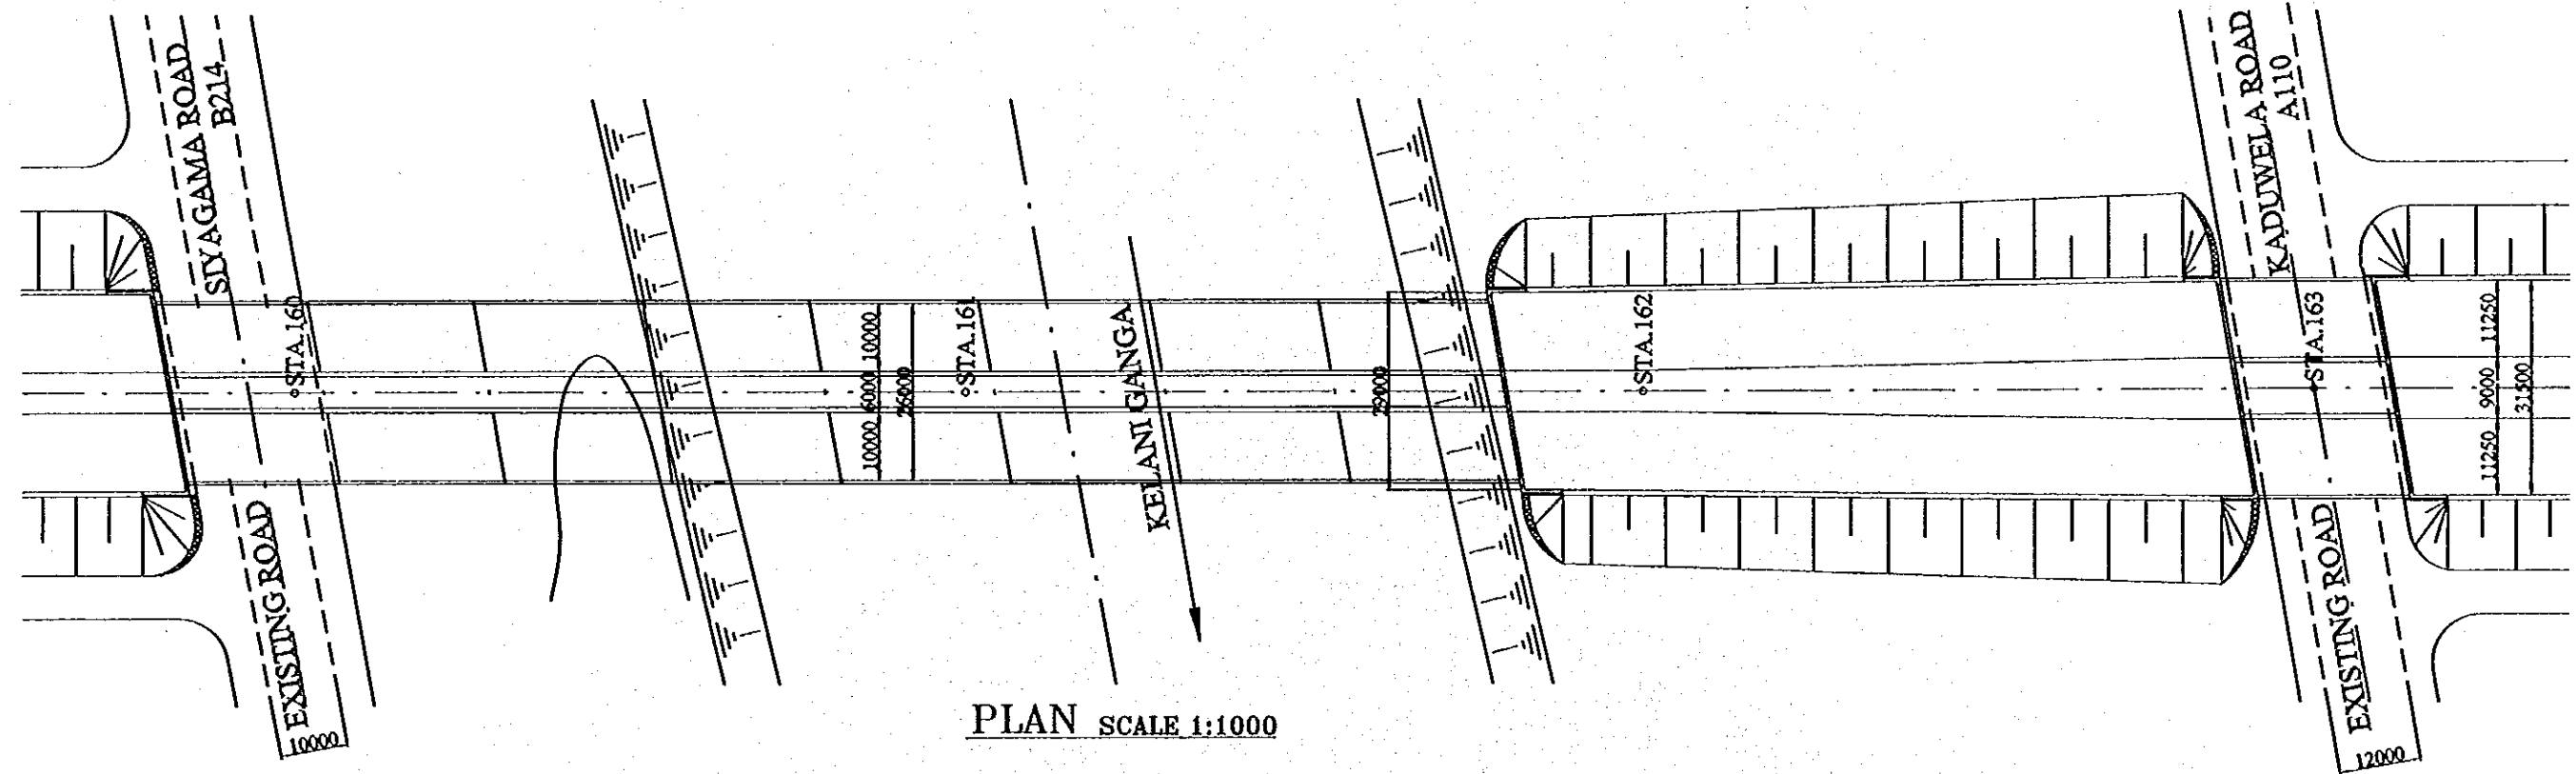 SIYAGAMA ROAD
B214
EXISTING ROAD
10000
STA.160
10000 6000 10000
26000
STA.161
KELANI GANGA
29000
STA.162
KADUWELA ROAD
A110
STA.163
EXISTING ROAD
12000
11250 9000 11250
31500
PLAN SCALE 1:1000